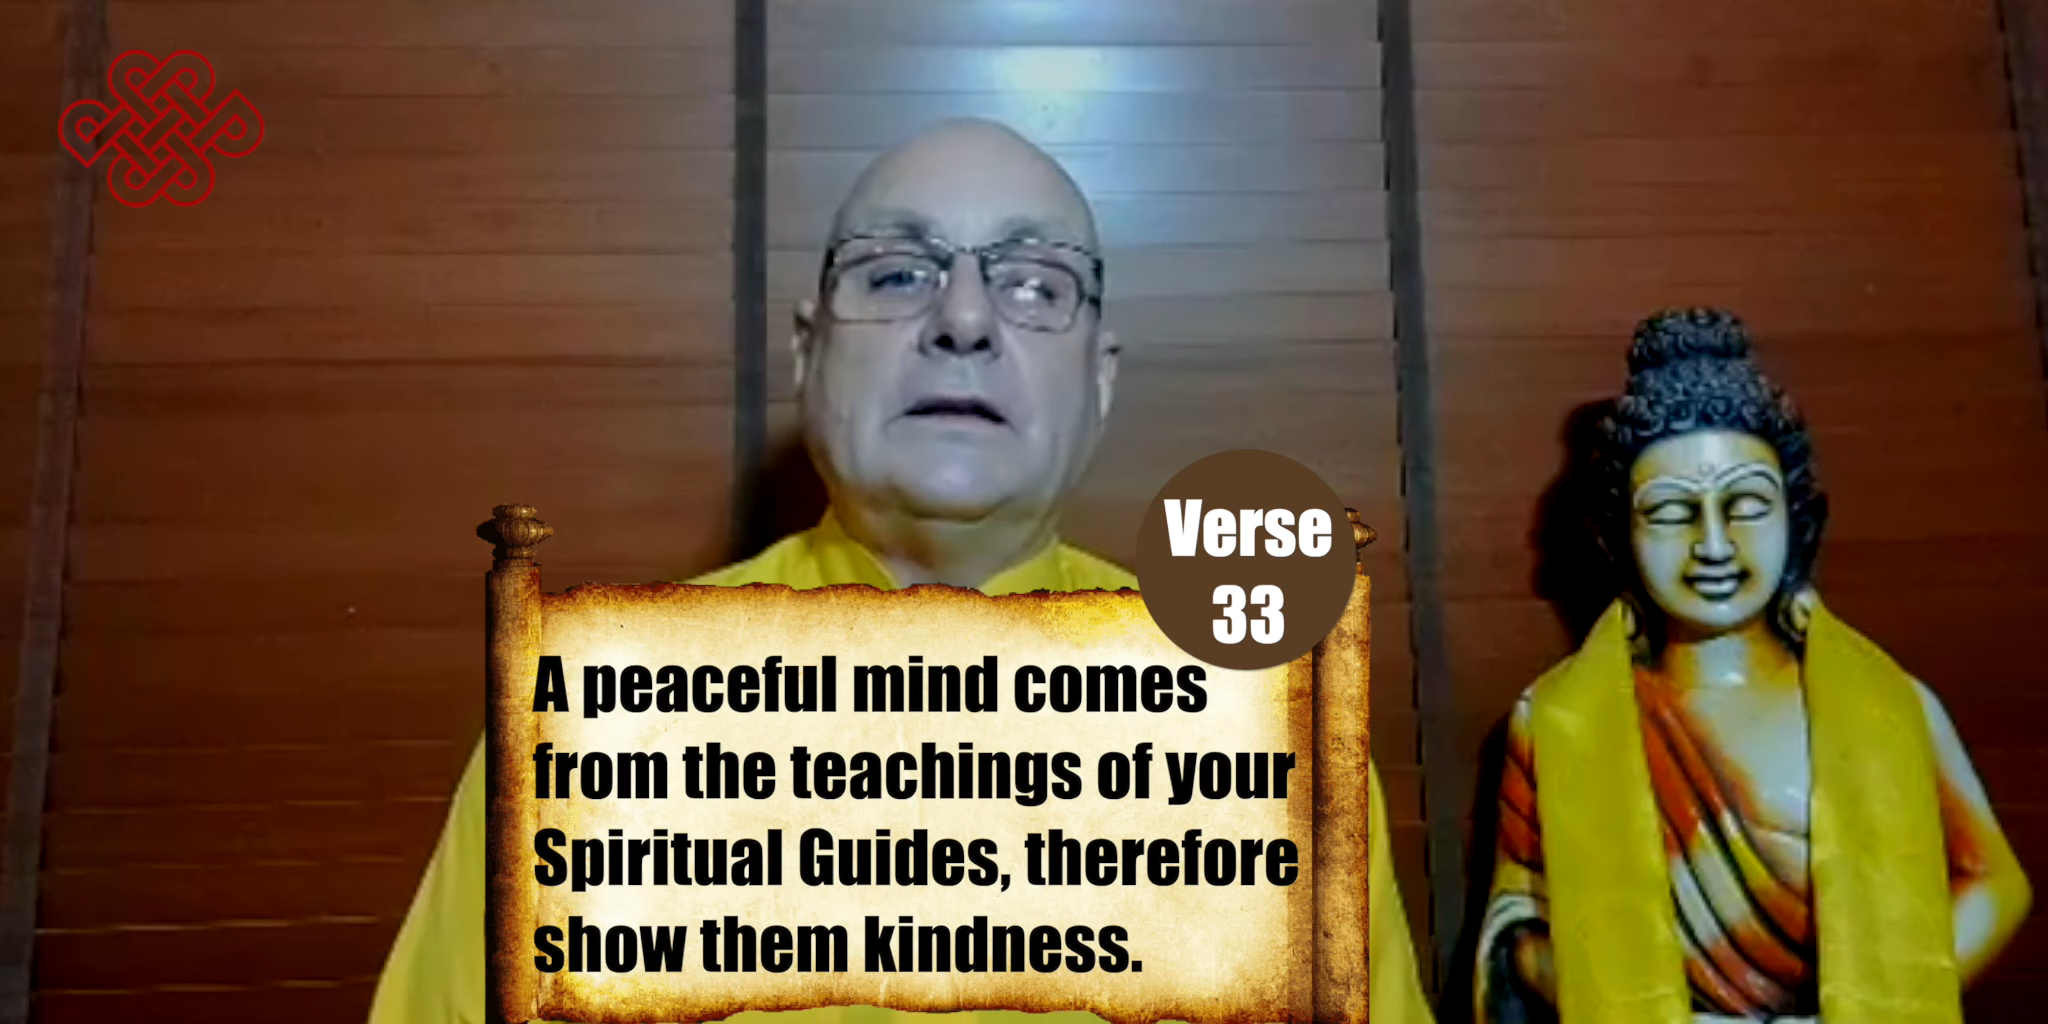 Verse
33
A peaceful mind comes
from the teachings of your
Spiritual Guides, therefore
show them kindness.